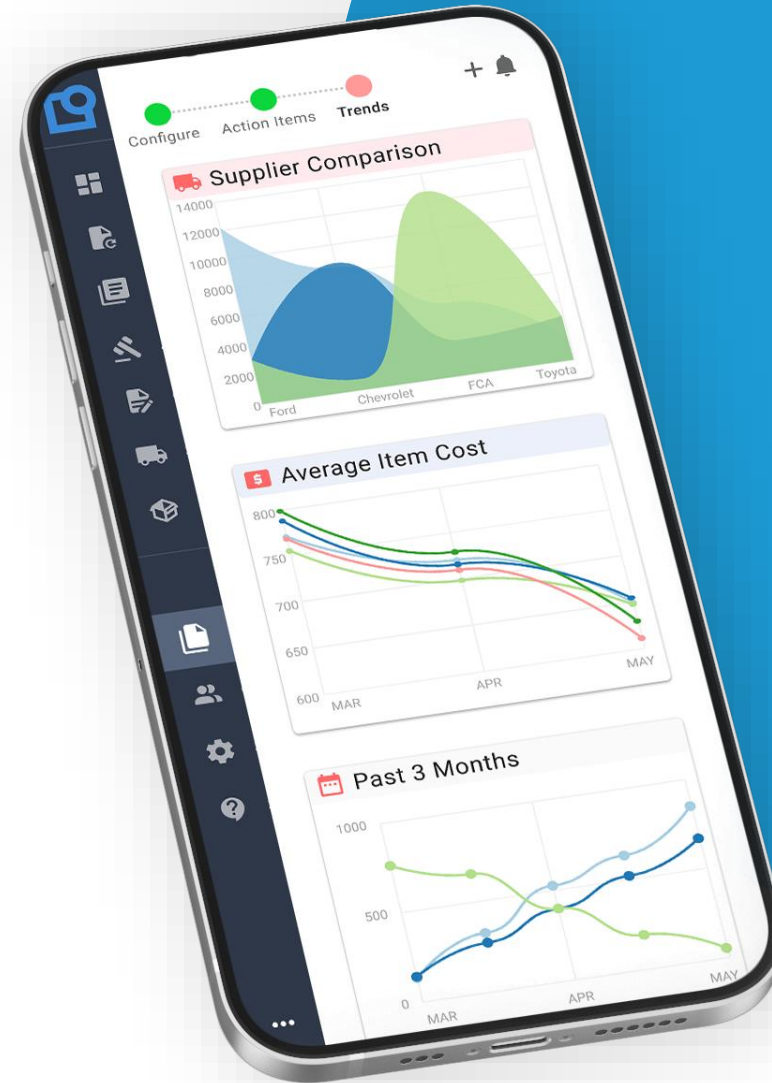 Configure
Action Items
Trends
Supplier Comparison
14000
12000
10000
8000
6000
4000
2000
0
Ford
Chevrolet
FCA
Toyota
$
Average Item Cost
800
750
700
650
600
MAR
APR
MAY
Past 3 Months
1000
500
0
MAR
APR
MAY
?
...